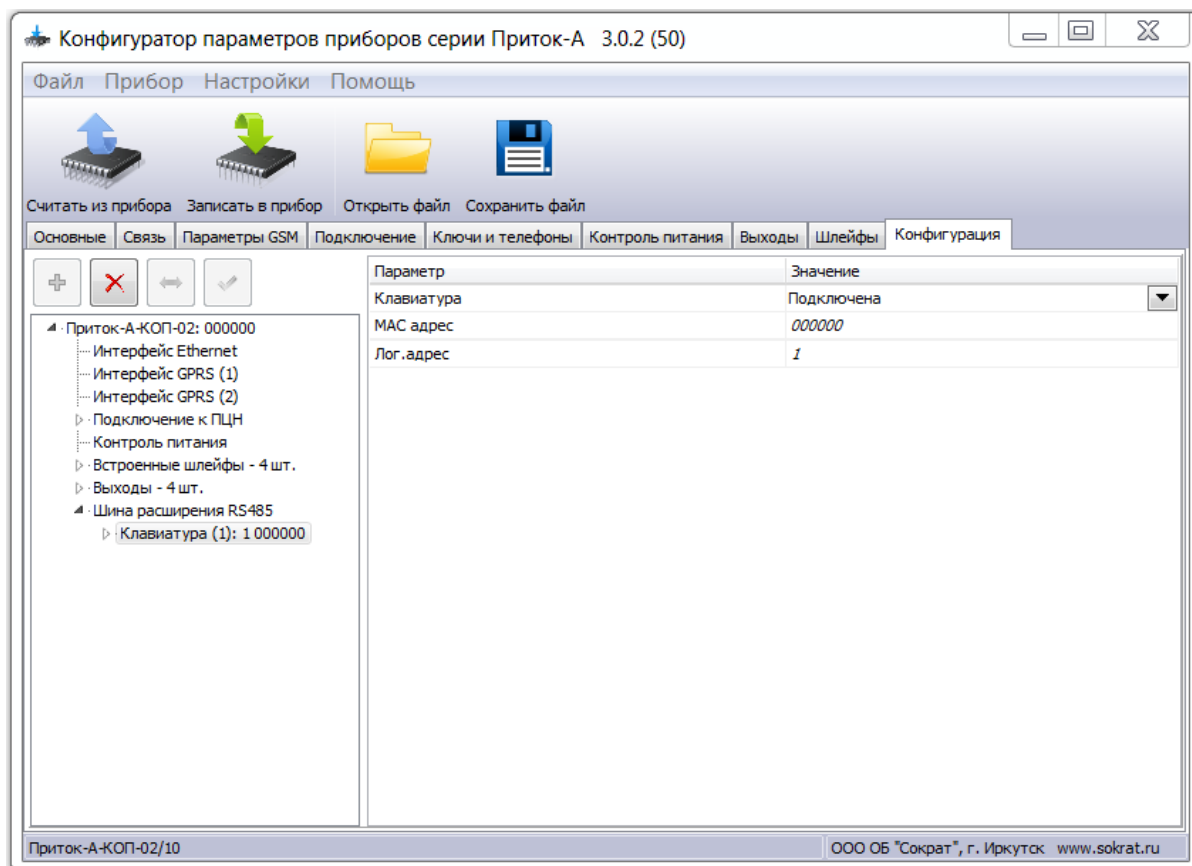 Конфигуратор параметров приборов серии Приток-А 3.0.2 (50)
Файл Прибор Настройки Помощь
Считать из прибора Записать в прибор Открыть файл Сохранить файл
Основные Связь Параметры GSM Подключение Ключи и телефоны Контроль питания Выходы Шлейфы Конфигурация
Параметр Значение
Клавиатура Подключена
MAC адрес 000000
Лог.адрес 1
Приток-А-КОП-02: 000000
Интерфейс Ethernet
Интерфейс GPRS (1)
Интерфейс GPRS (2)
Подключение к ПЦН
Контроль питания
Встроенные шлейфы - 4 шт.
Выходы - 4 шт.
Шина расширения RS485
Клавиатура (1): 1 000000
Приток-А-КОП-02/10 ООО ОБ "Сократ", г. Иркутск www.sokrat.ru